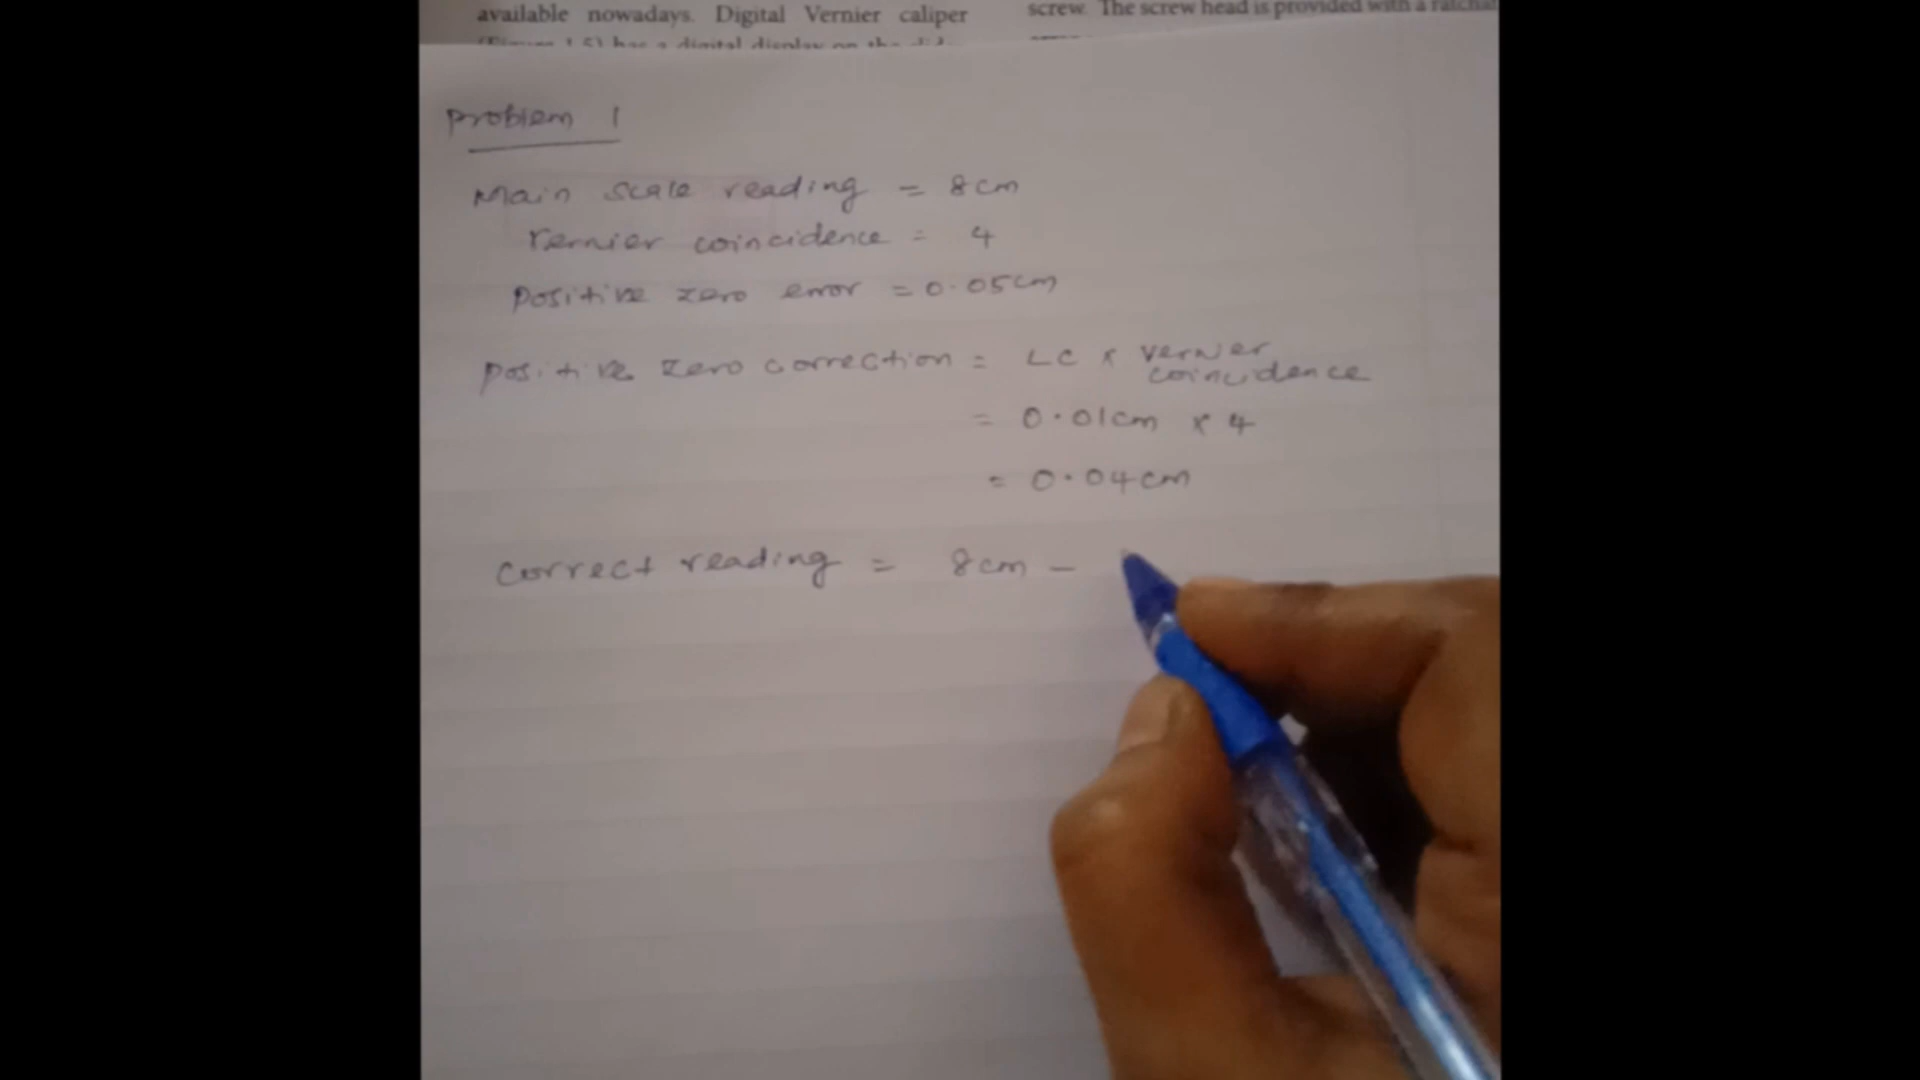 available nowadays. Digital Vernier caliper
screw. The screw head is provided with a ratchat
Problem 1
Main scale reading = 8cm
Vernier coincidence = 4
Positive zero error = 0.05cm
Positive zero correction = LC x vernier
coincidence
= 0.01cm x 4
= 0.04cm
Correct reading = 8cm -